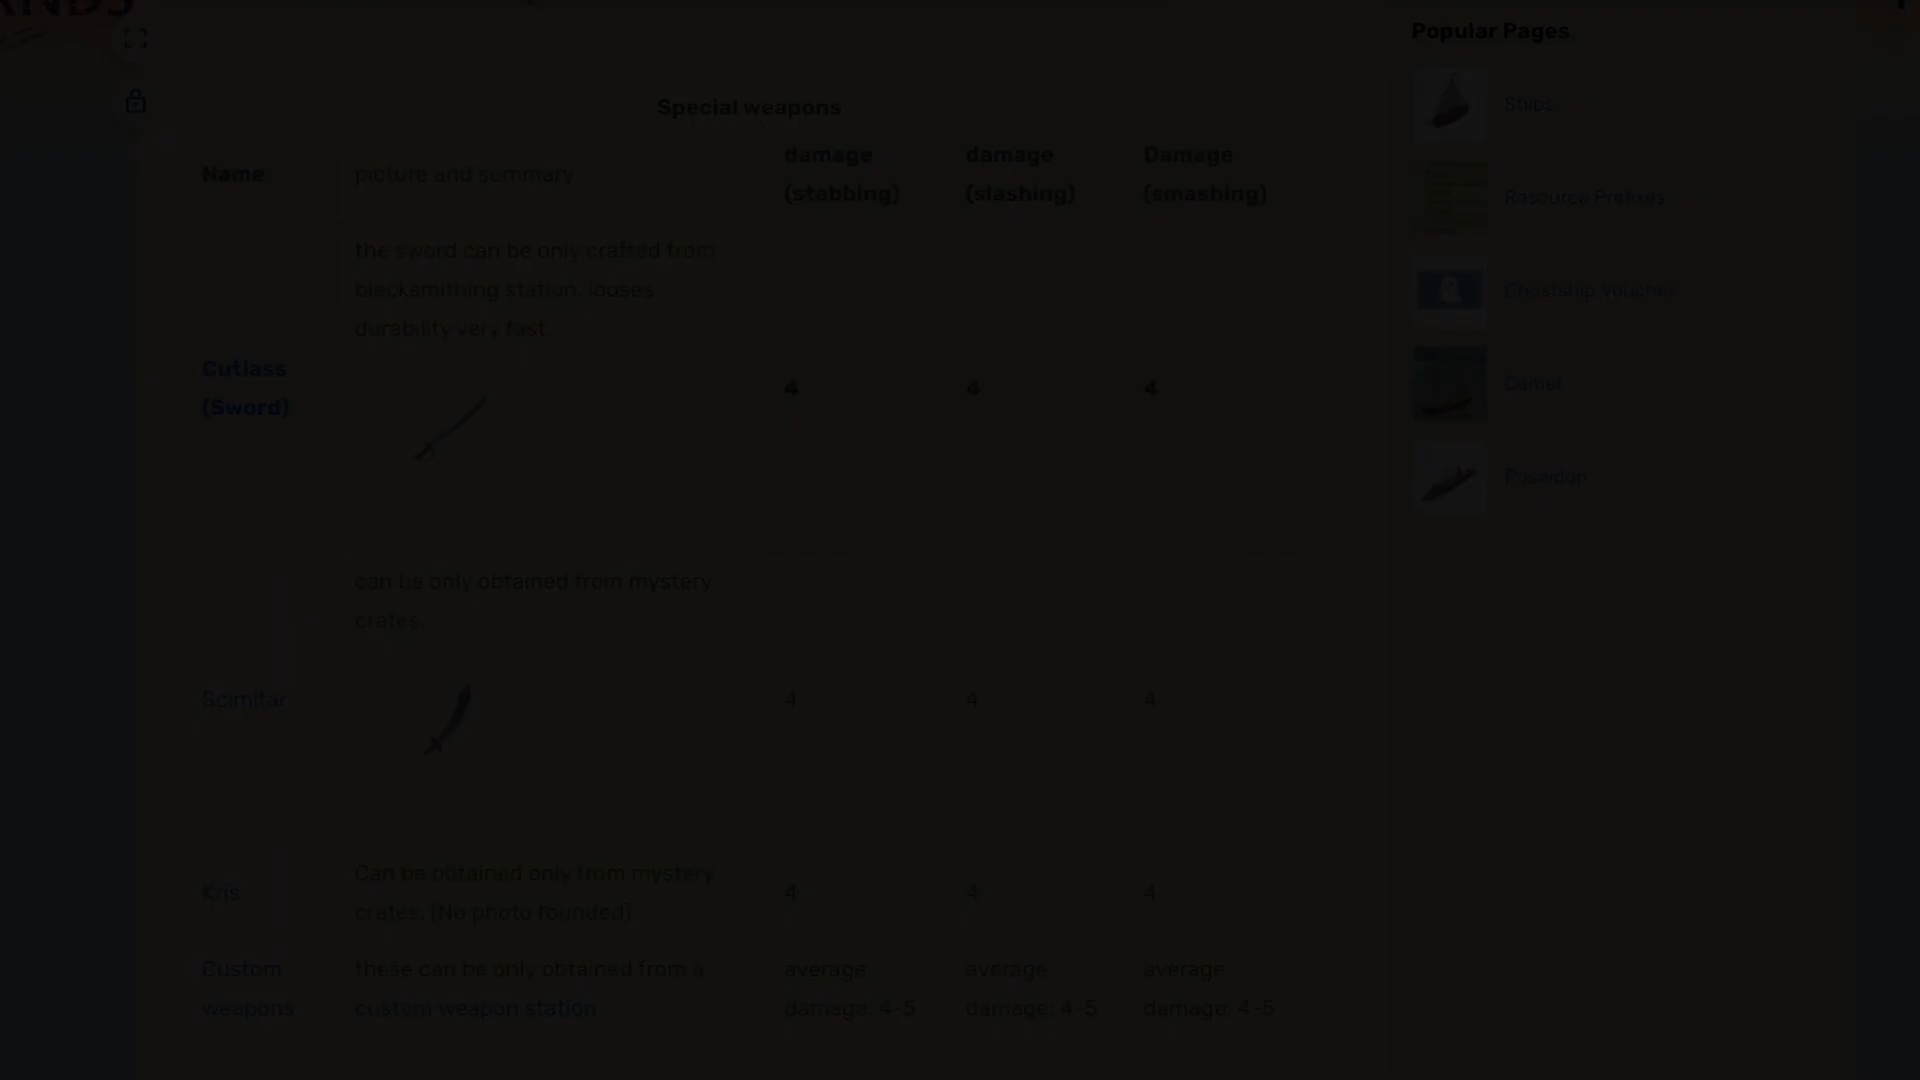 Popular Pages
Special weapons
Name
picture and summary
damage
(stabbing)
damage
(slashing)
Damage
(smashing)
Cutlass
(Sword)
the sword can be only crafted from
blacksmithing station. looses
durability very fast.
4
4
4
Scimitar
can be only obtained from mystery
crates.
4
4
4
Kris
Can be obtained only from mystery
crates. (No photo founded)
4
4
4
Custom
weapons
these can be only obtained from a
custom weapon station
average
damage: 4-5
average
damage: 4-5
average
damage: 4-5
Ships
Resource Prefixes
Ghostship Voucher
Camel
Poseidon